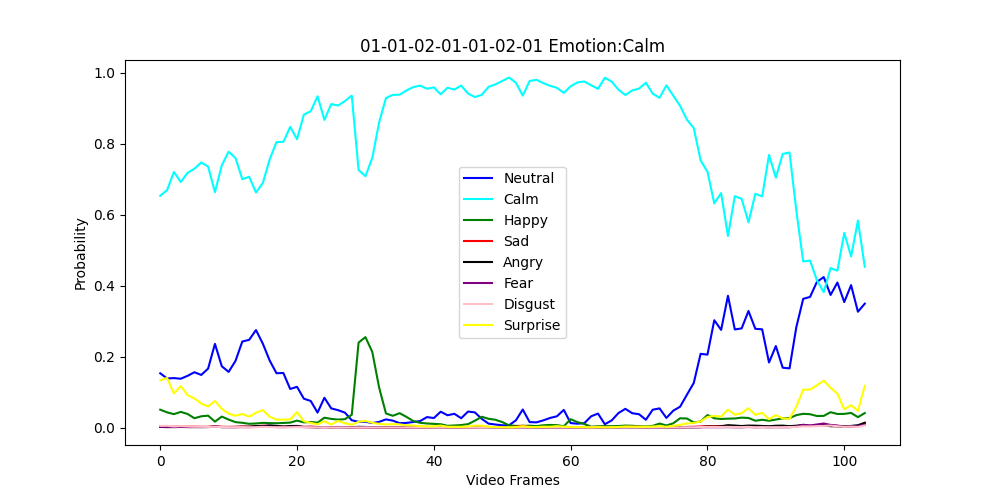 01-01-02-01-01-02-01 Emotion:Calm
1.0
0.8
0.6
0.4
0.2
0.0
Probability
Neutral
Calm
Happy
Sad
Angry
Fear
Disgust
Surprise
0 20 40 60 80 100
Video Frames